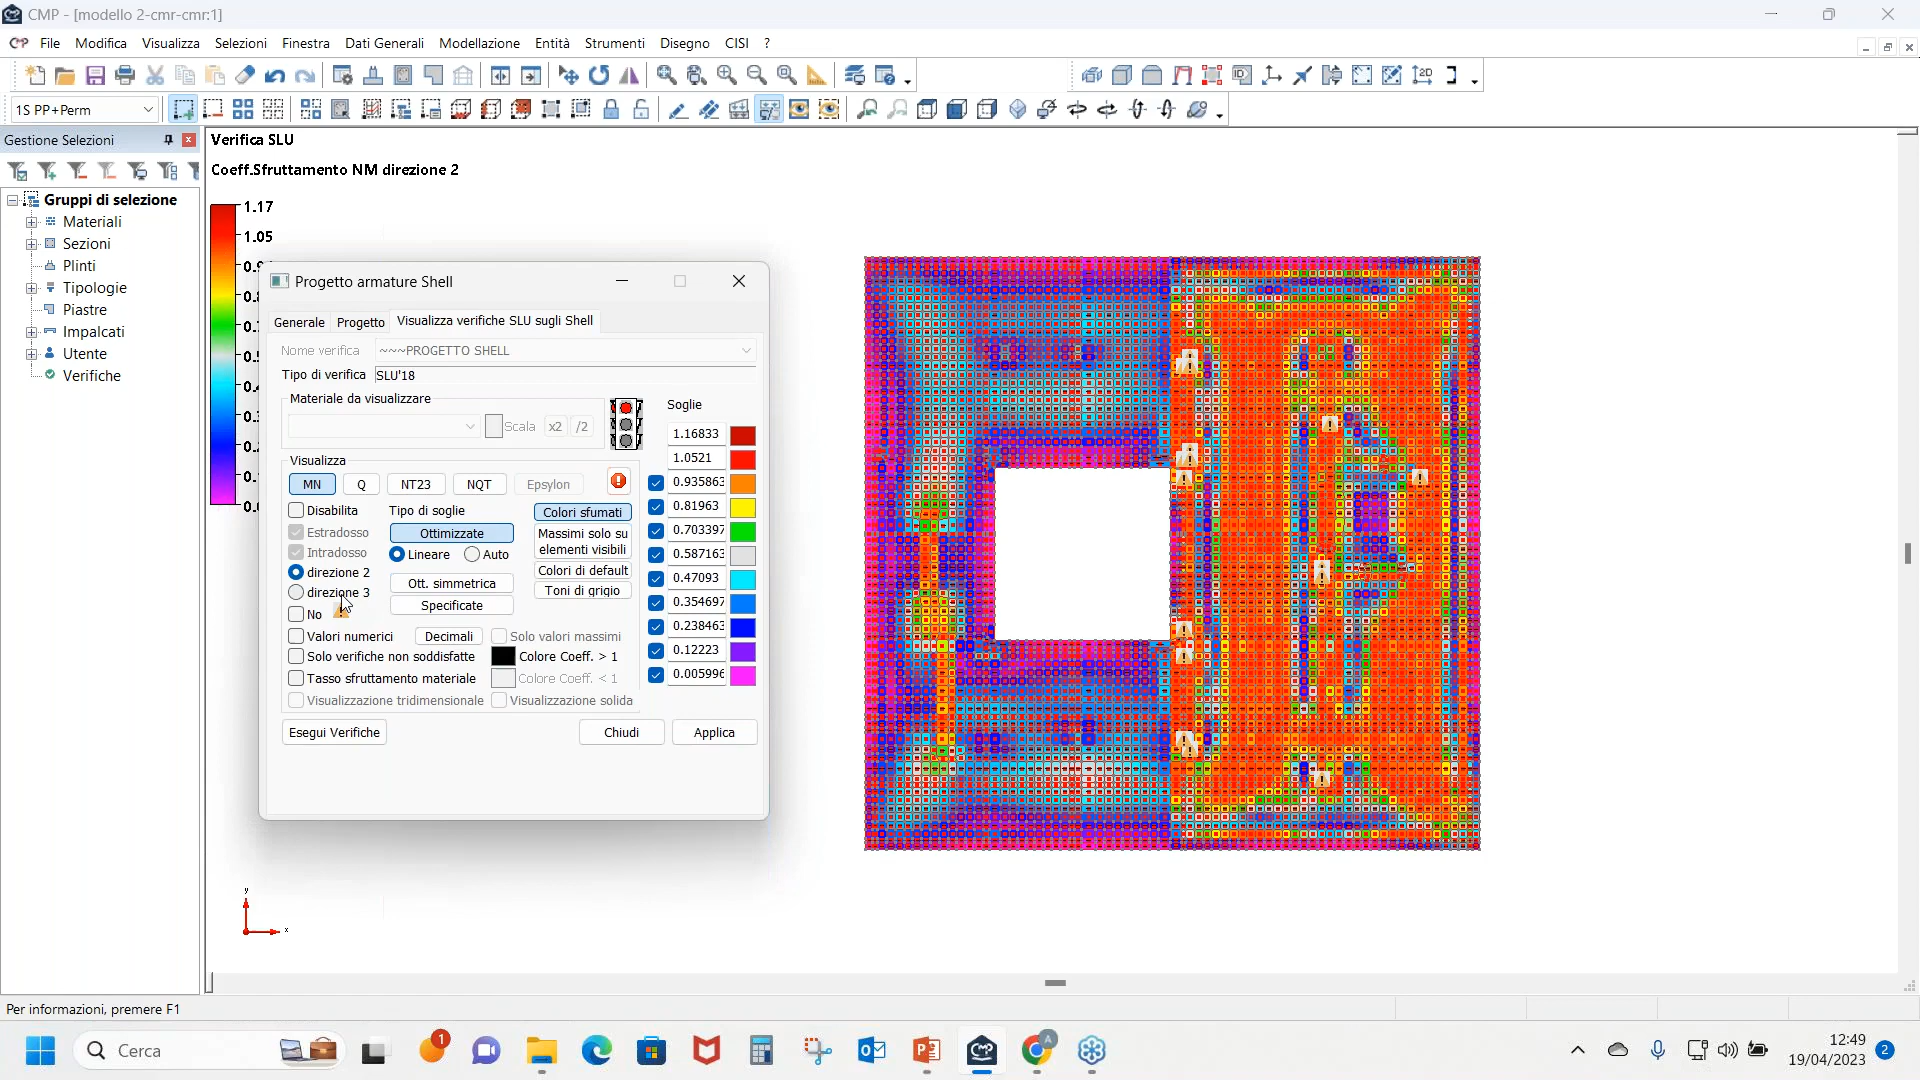 CMP - [modello 2-cmr-cmr:1]
File Modifica Visualizza Selezioni Finestra Dati Generali Modellazione Entità Strumenti Disegno CISI ?
1S PP+Perm
Gestione Selezioni
Gruppi di selezione
Materiali
Sezioni
Plinti
Tipologie
Piastre
Impalcati
Utente
Verifiche
Verifica SLU
Coeff.Sfruttamento NM direzione 2
1.17
1.05
Progetto armature Shell
Generale Progetto Visualizza verifiche SLU sugli Shell
Nome verifica ~~~PROGETTO SHELL
Tipo di verifica SLU'18
Materiale da visualizzare
Scala x2 /2
Soglie
1.16833
1.0521
0.935863
0.81963
0.703397
0.587163
0.47093
0.354697
0.238463
0.12223
0.005996
Visualizza
MN Q NT23 NQT Epsylon
Disabilita Tipo di soglie Colori sfumati
Estradosso Ottimizzate Massimi solo su elementi visibili
Intradosso Lineare Auto
direzione 2 Ott. simmetrica Colori di default
direzione 3 Specificate Toni di grigio
No
Valori numerici Decimali Solo valori massimi
Solo verifiche non soddisfatte Colore Coeff. > 1
Tasso sfruttamento materiale Colore Coeff. < 1
Visualizzazione tridimensionale Visualizzazione solida
Esegui Verifiche Chiudi Applica
y
x
Per informazioni, premere F1
Cerca
1
A
12:49
19/04/2023
2